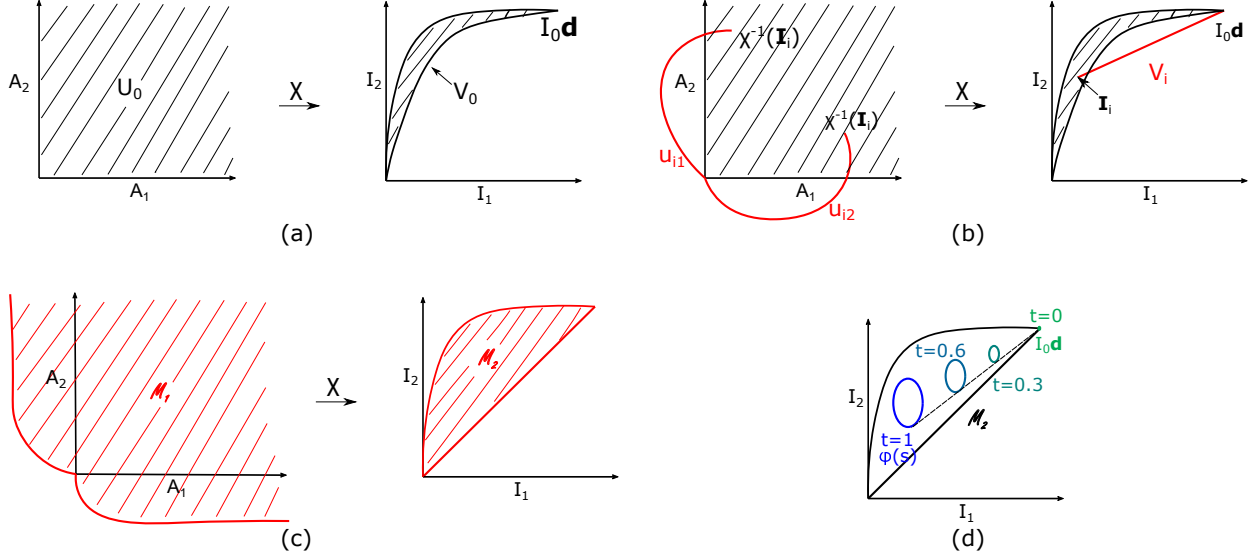 A₂
U₀
A₁
χ
I₂
I₀d
V₀
I₁
(a)
χ⁻¹(Iᵢ)
A₂
χ⁻¹(Iᵢ)
uᵢ₁
A₁
uᵢ₂
χ
I₂
I₀d
Vᵢ
Iᵢ
I₁
(b)
A₂
ℳ₁
A₁
χ
I₂
ℳ₂
I₁
(c)
t=0
I₀d
t=0.6
t=0.3
I₂
ℳ₂
t=1
φ(s)
I₁
(d)